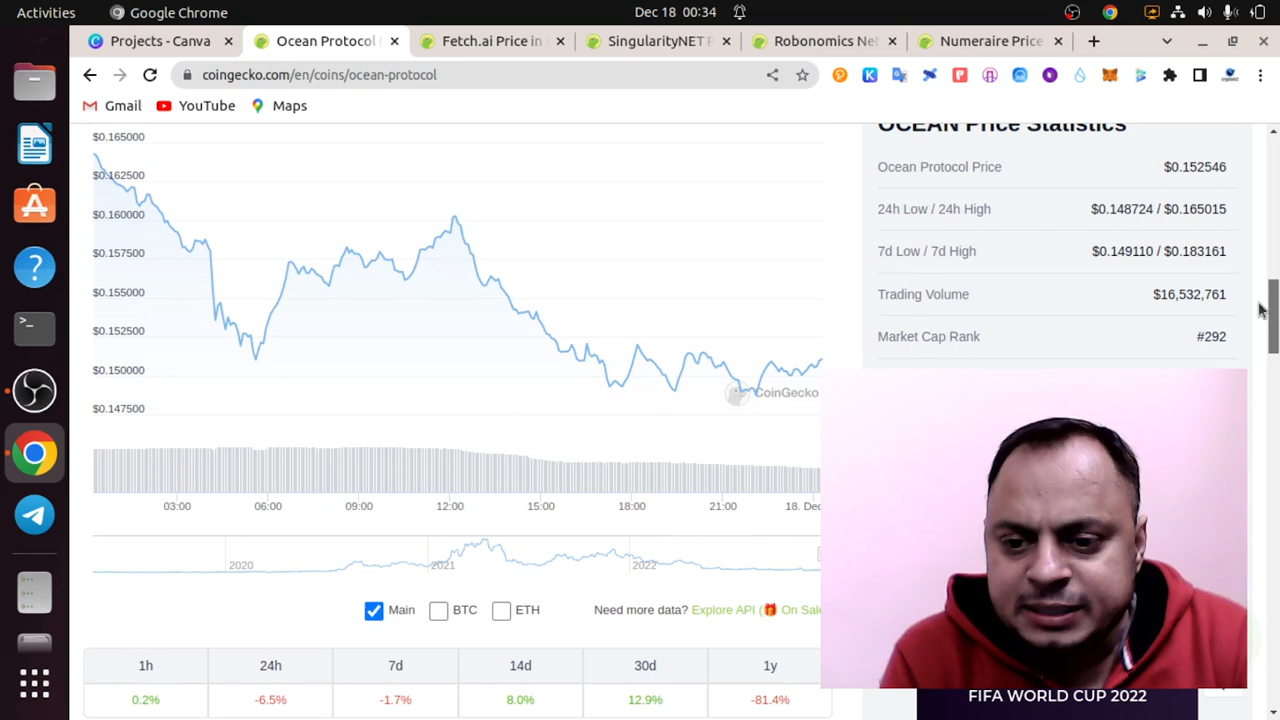 Activities
Google Chrome
Dec 18 00:34
Projects - Canva
Ocean Protocol
Fetch.ai Price in
SingularityNET P
Robonomics Net
Numeraire Price
coingecko.com/en/coins/ocean-protocol
Gmail
YouTube
Maps
$0.165000
$0.162500
$0.160000
$0.157500
$0.155000
$0.152500
$0.150000
$0.147500
CoinGecko
03:00
06:00
09:00
12:00
15:00
18:00
21:00
18. Dec
2020
2021
2022
Main
BTC
ETH
Need more data? Explore API (🎁 On Sal
1h 24h 7d 14d 30d 1y
0.2% -6.5% -1.7% 8.0% 12.9% -81.4%
OCEAN Price Statistics
Ocean Protocol Price $0.152546
24h Low / 24h High $0.148724 / $0.165015
7d Low / 7d High $0.149110 / $0.183161
Trading Volume $16,532,761
Market Cap Rank #292
FIFA WORLD CUP 2022